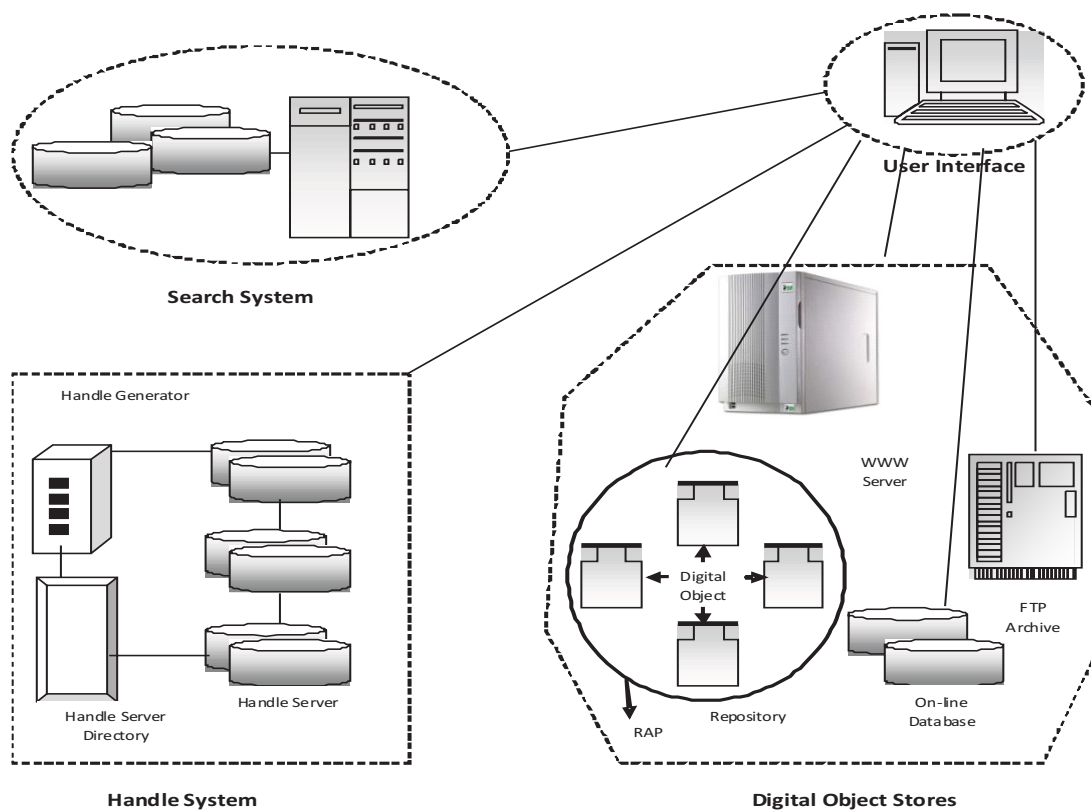 User Interface
Search System
Handle Generator
WWW
Server
Digital
Object
FTP
Archive
Handle Server
Directory
Handle Server
RAP
Repository
On-line
Database
Handle System
Digital Object Stores